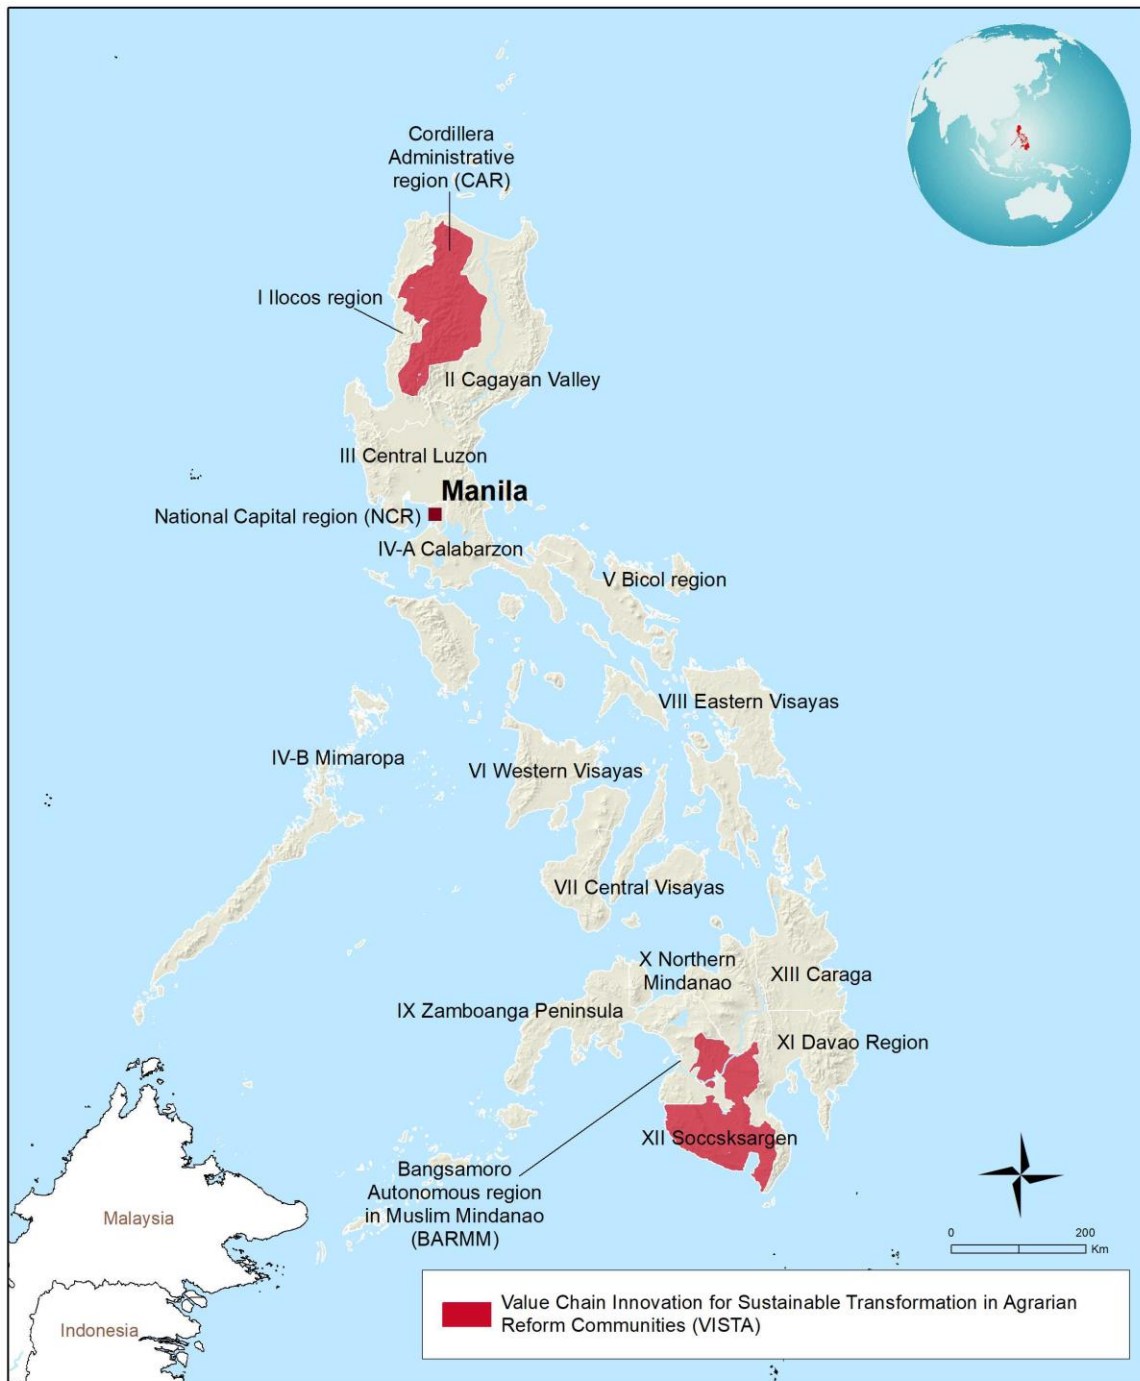 Cordillera
Administrative
region (CAR)
I Ilocos region
II Cagayan Valley
III Central Luzon
Manila
National Capital region (NCR)
IV-A Calabarzon
V Bicol region
VIII Eastern Visayas
IV-B Mimaropa
VI Western Visayas
VII Central Visayas
X Northern
Mindanao
XIII Caraga
IX Zamboanga Peninsula
XI Davao Region
XII Soccsksargen
Bangsamoro
Autonomous region
in Muslim Mindanao
(BARMM)
Malaysia
Indonesia
0 200
Km
Value Chain Innovation for Sustainable Transformation in Agrarian
Reform Communities (VISTA)